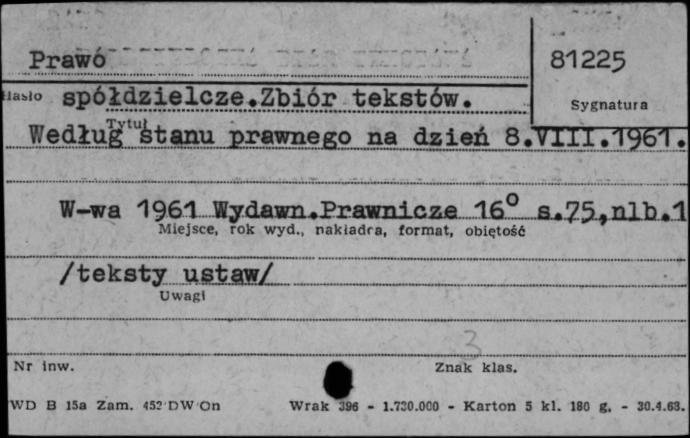 Prawo 81225
Hasło spółdzielcze.Zbiór tekstów. Sygnatura
Tytuł
Według stanu prawnego na dzień 8.VIII.1961.
W-wa 1961 Wydawn.Prawnicze 16° s.75,nlb.1
Miejsce, rok wyd., nakładca, format, objętość
/teksty ustaw/
Uwagi
3
Nr inw. Znak klas.
WD B 15a Zam. 452 DW On Wrak 396 - 1.730.000 - Karton 5 kl. 180 g. - 30.4.63.